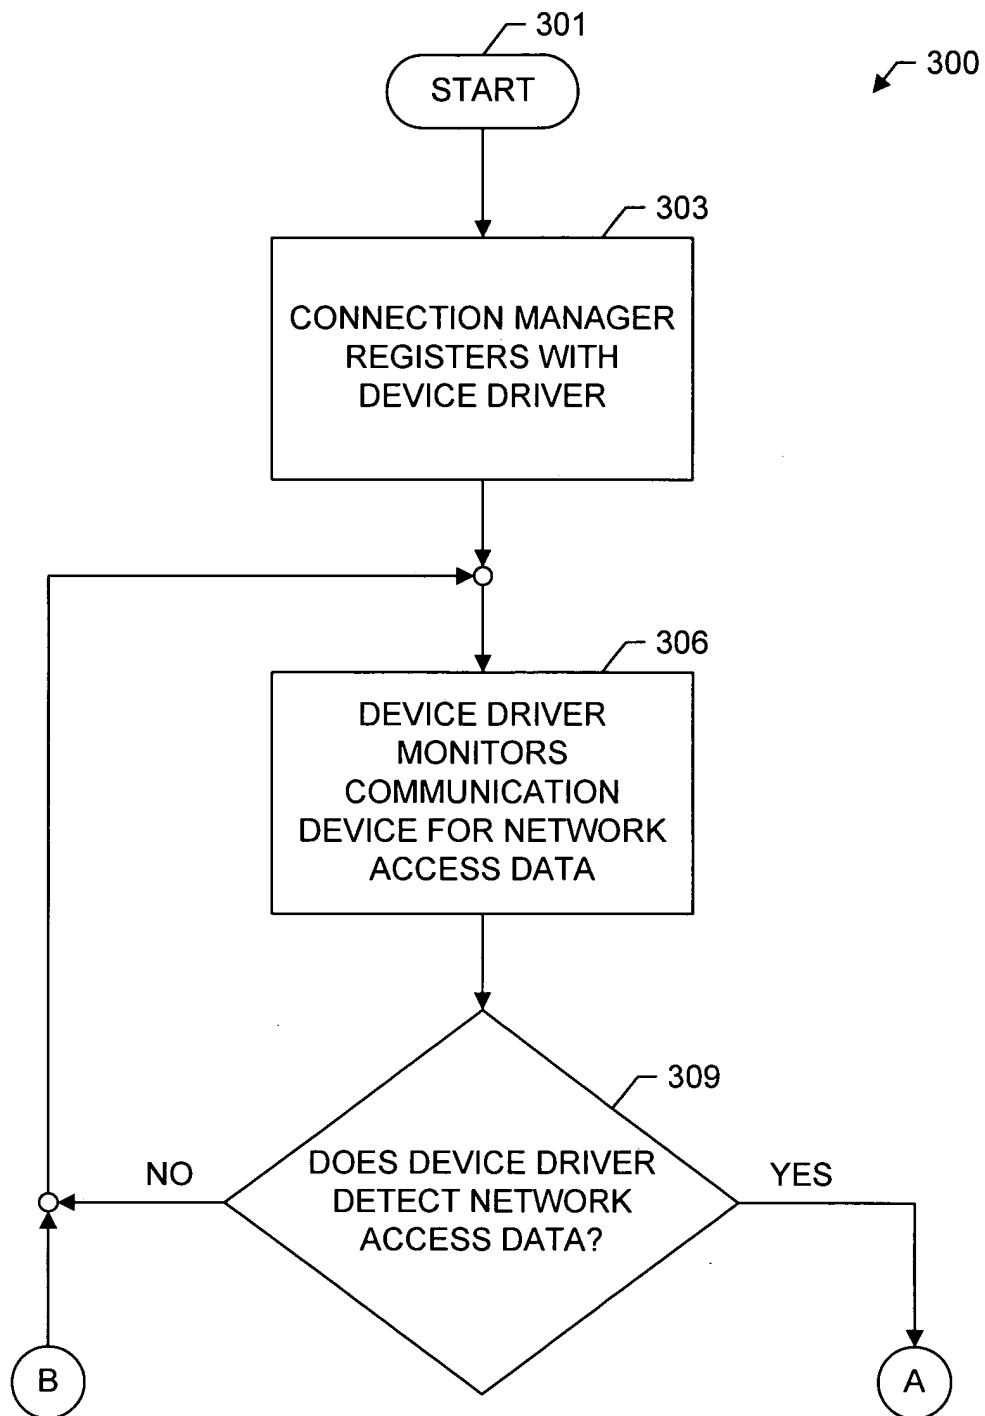 301
START
300
303
CONNECTION MANAGER
REGISTERS WITH
DEVICE DRIVER
306
DEVICE DRIVER
MONITORS
COMMUNICATION
DEVICE FOR NETWORK
ACCESS DATA
309
NO
DOES DEVICE DRIVER
DETECT NETWORK
ACCESS DATA?
YES
B
A